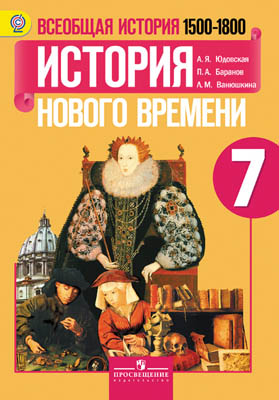 ВСЕОБЩАЯ ИСТОРИЯ 1500-1800
ИСТОРИЯ
А. Я. Юдовская
П. А. Баранов
Л. М. Ванюшкина
НОВОГО ВРЕМЕНИ
7
ПРОСВЕЩЕНИЕ
ИЗДАТЕЛЬСТВО